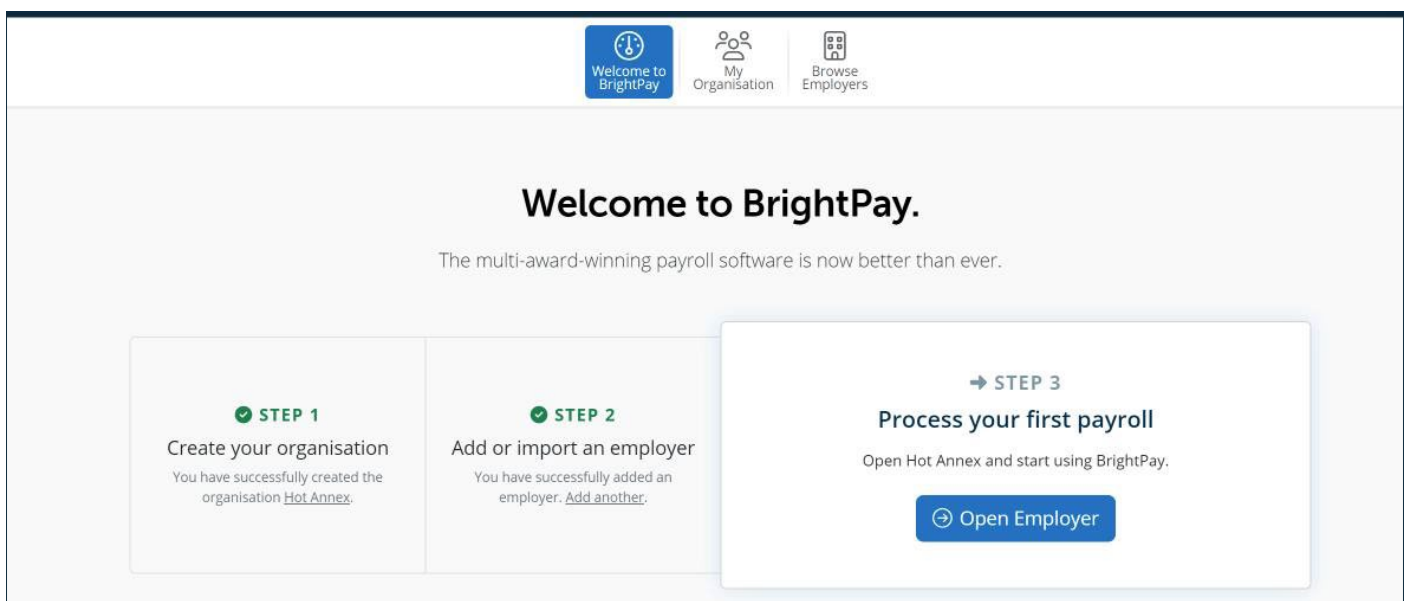 Welcome to
BrightPay
My
Organisation
Browse
Employers
Welcome to BrightPay.
The multi-award-winning payroll software is now better than ever.
STEP 1
Create your organisation
You have successfully created the
organisation Hot Annex.
STEP 2
Add or import an employer
You have successfully added an
employer. Add another.
STEP 3
Process your first payroll
Open Hot Annex and start using BrightPay.
Open Employer